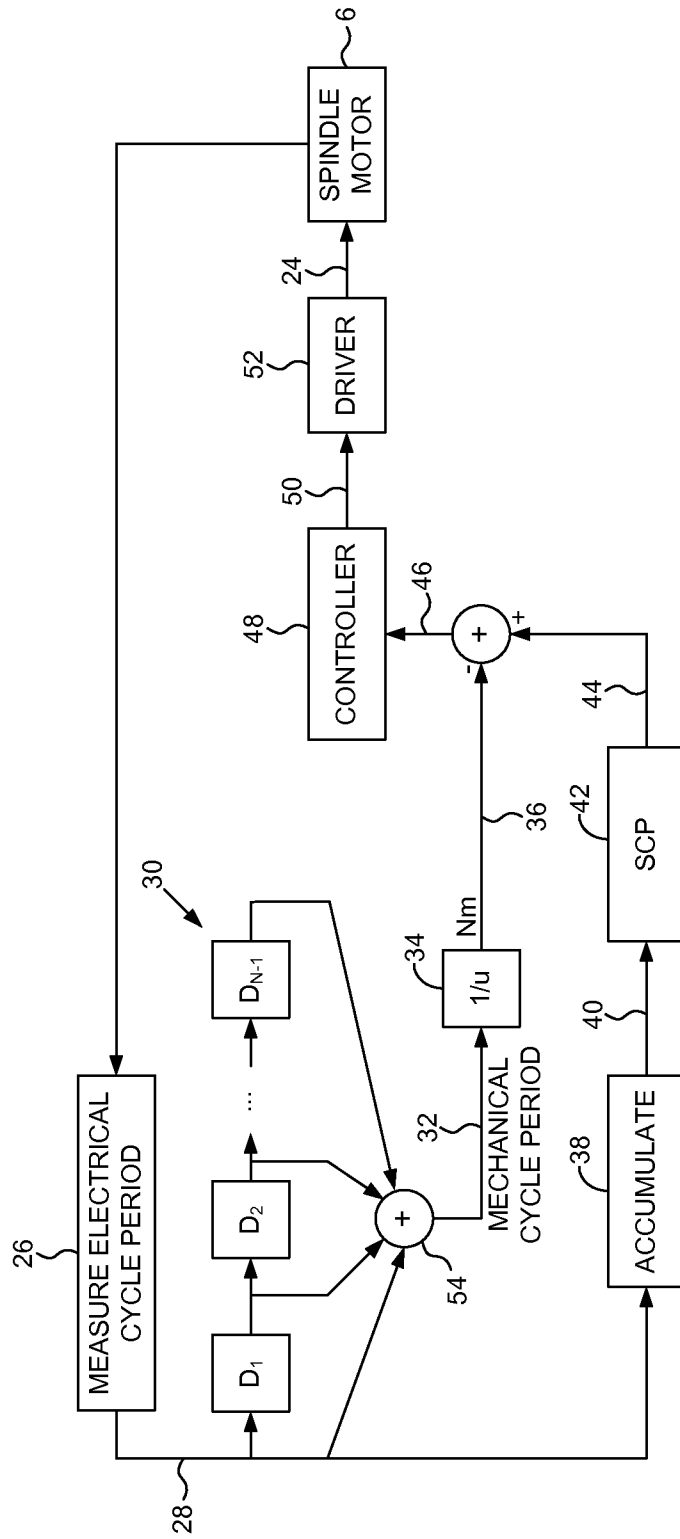 26
MEASURE ELECTRICAL
CYCLE PERIOD
28
D1
D2
...
DN-1
30
+
54
32
MECHANICAL
CYCLE PERIOD
34
1/u
Nm
36
38
ACCUMULATE
40
42
SCP
44
+
-
+
46
48
CONTROLLER
50
52
DRIVER
24
SPINDLE
MOTOR
6